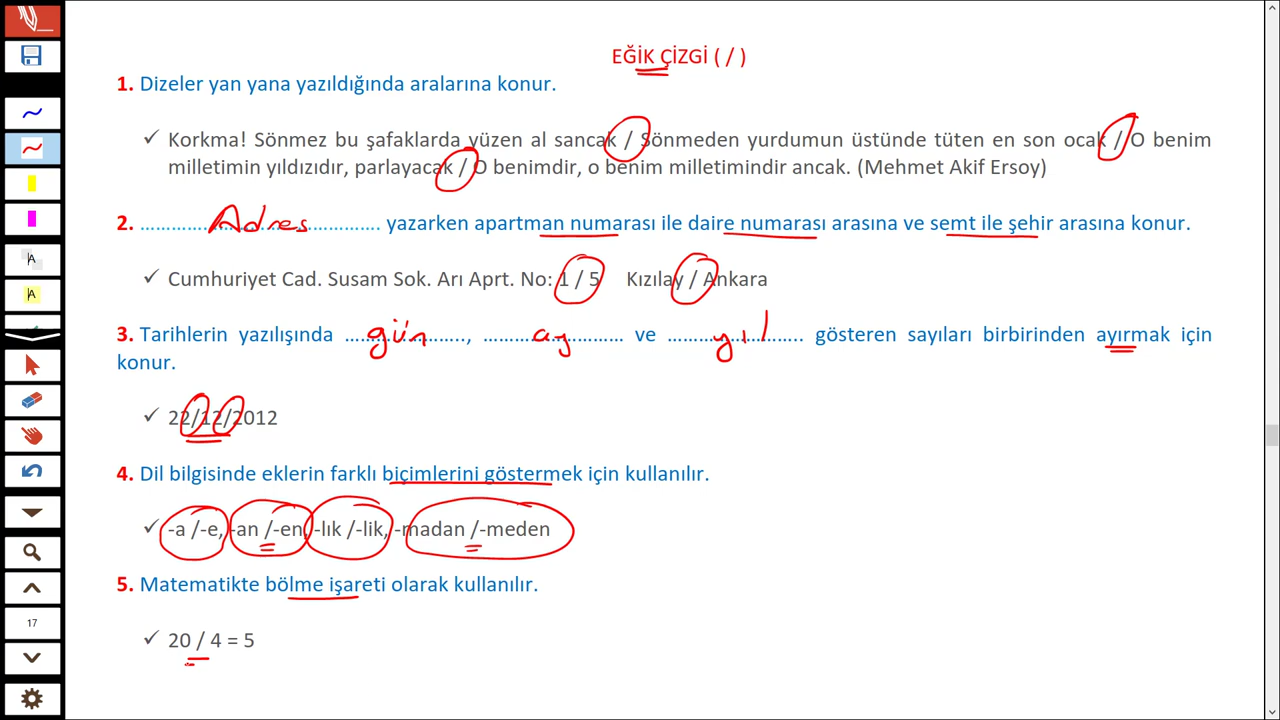 EĞİK ÇİZGİ ( / )
1. Dizeler yan yana yazıldığında aralarına konur.
✓ Korkma! Sönmez bu şafaklarda yüzen al sancak / Sönmeden yurdumun üstünde tüten en son ocak / O benim
milletimin yıldızıdır, parlayacak / O benimdir, o benim milletimindir ancak. (Mehmet Akif Ersoy)
2. ………… Adres ………… yazarken apartman numarası ile daire numarası arasına ve semt ile şehir arasına konur.
✓ Cumhuriyet Cad. Susam Sok. Arı Aprt. No: 1 / 5 Kızılay / Ankara
3. Tarihlerin yazılışında … gün …, … ay … ve … yıl … gösteren sayıları birbirinden ayırmak için
konur.
✓ 22/12/2012
4. Dil bilgisinde eklerin farklı biçimlerini göstermek için kullanılır.
✓ -a /-e, -an /-en, -lık /-lik, -madan /-meden
5. Matematikte bölme işareti olarak kullanılır.
✓ 20 / 4 = 5
A
A
17